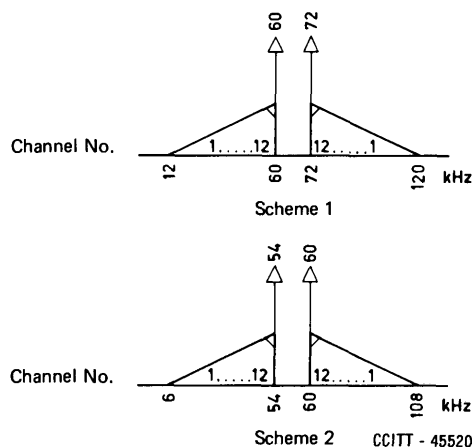 60 72
Channel No. 1.....12 12.....1
12 60 72 120 kHz
Scheme 1
54 60
Channel No. 1.....12 12.....1
6 54 60 108 kHz
Scheme 2 CCITT - 45520